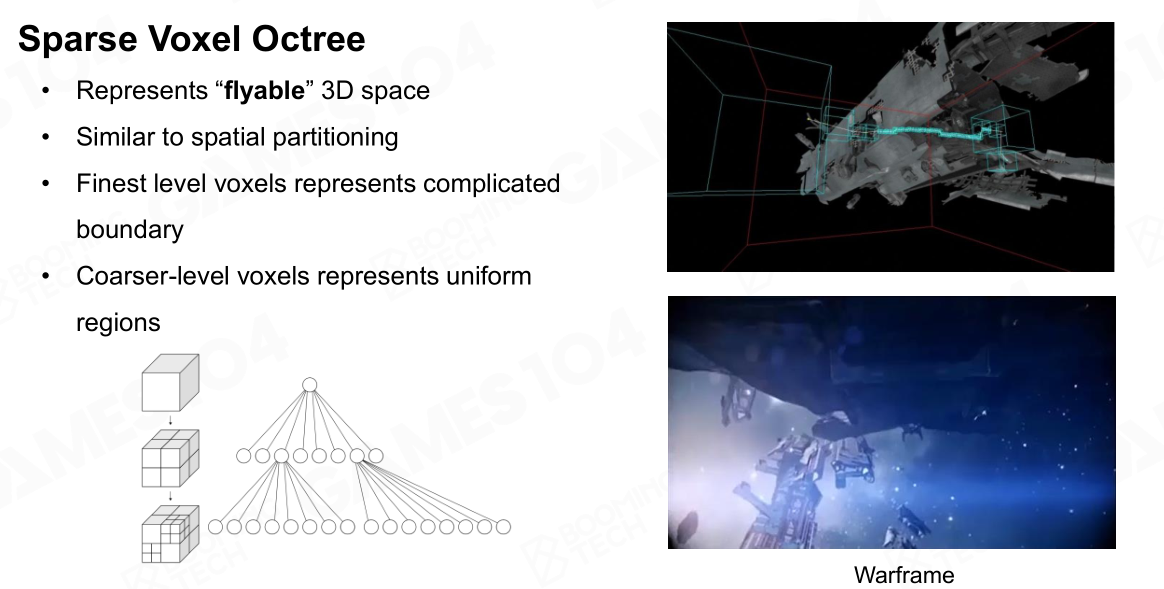 Sparse Voxel Octree
• Represents “flyable” 3D space
• Similar to spatial partitioning
• Finest level voxels represents complicated
boundary
• Coarser-level voxels represents uniform
regions
Warframe
GAMES104
BOOMING
TECH